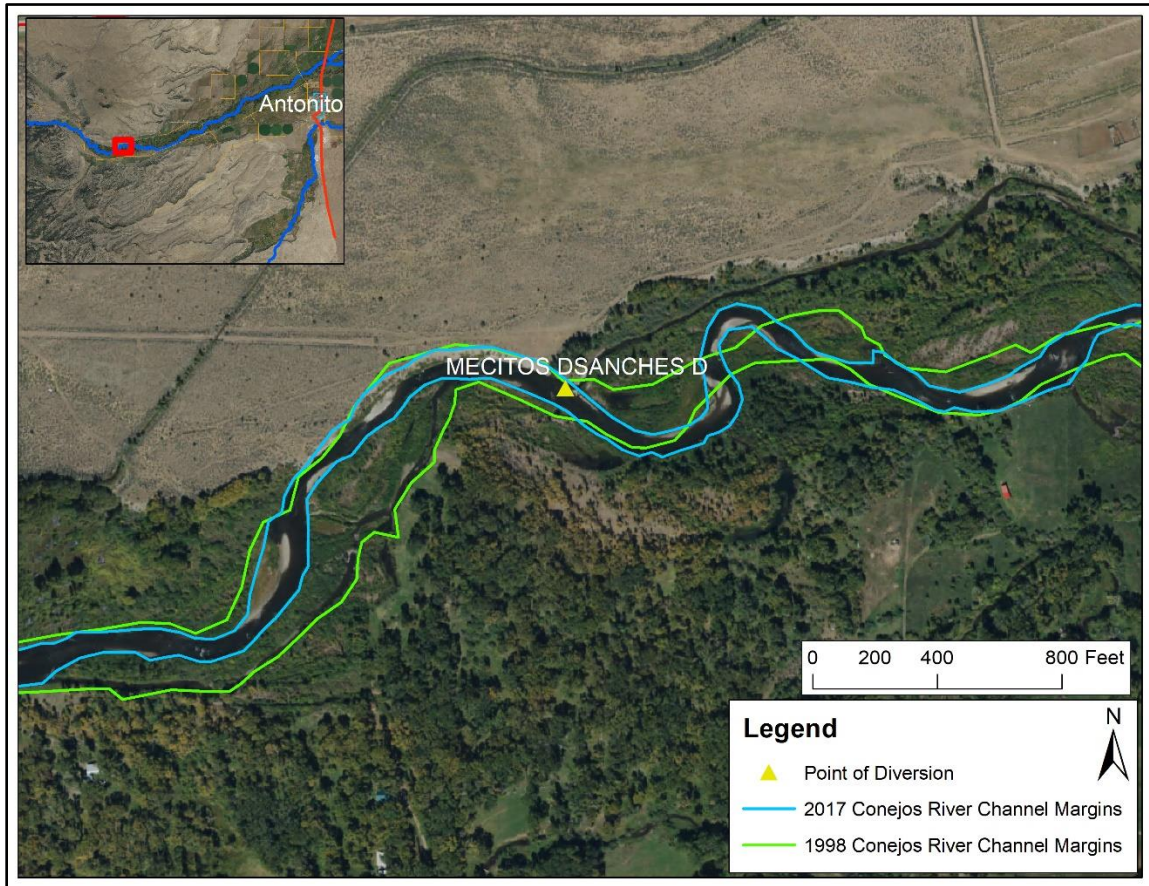 Antonito
MECITOS DSANCHES D
0 200 400 800 Feet
Legend
N
Point of Diversion
2017 Conejos River Channel Margins
1998 Conejos River Channel Margins